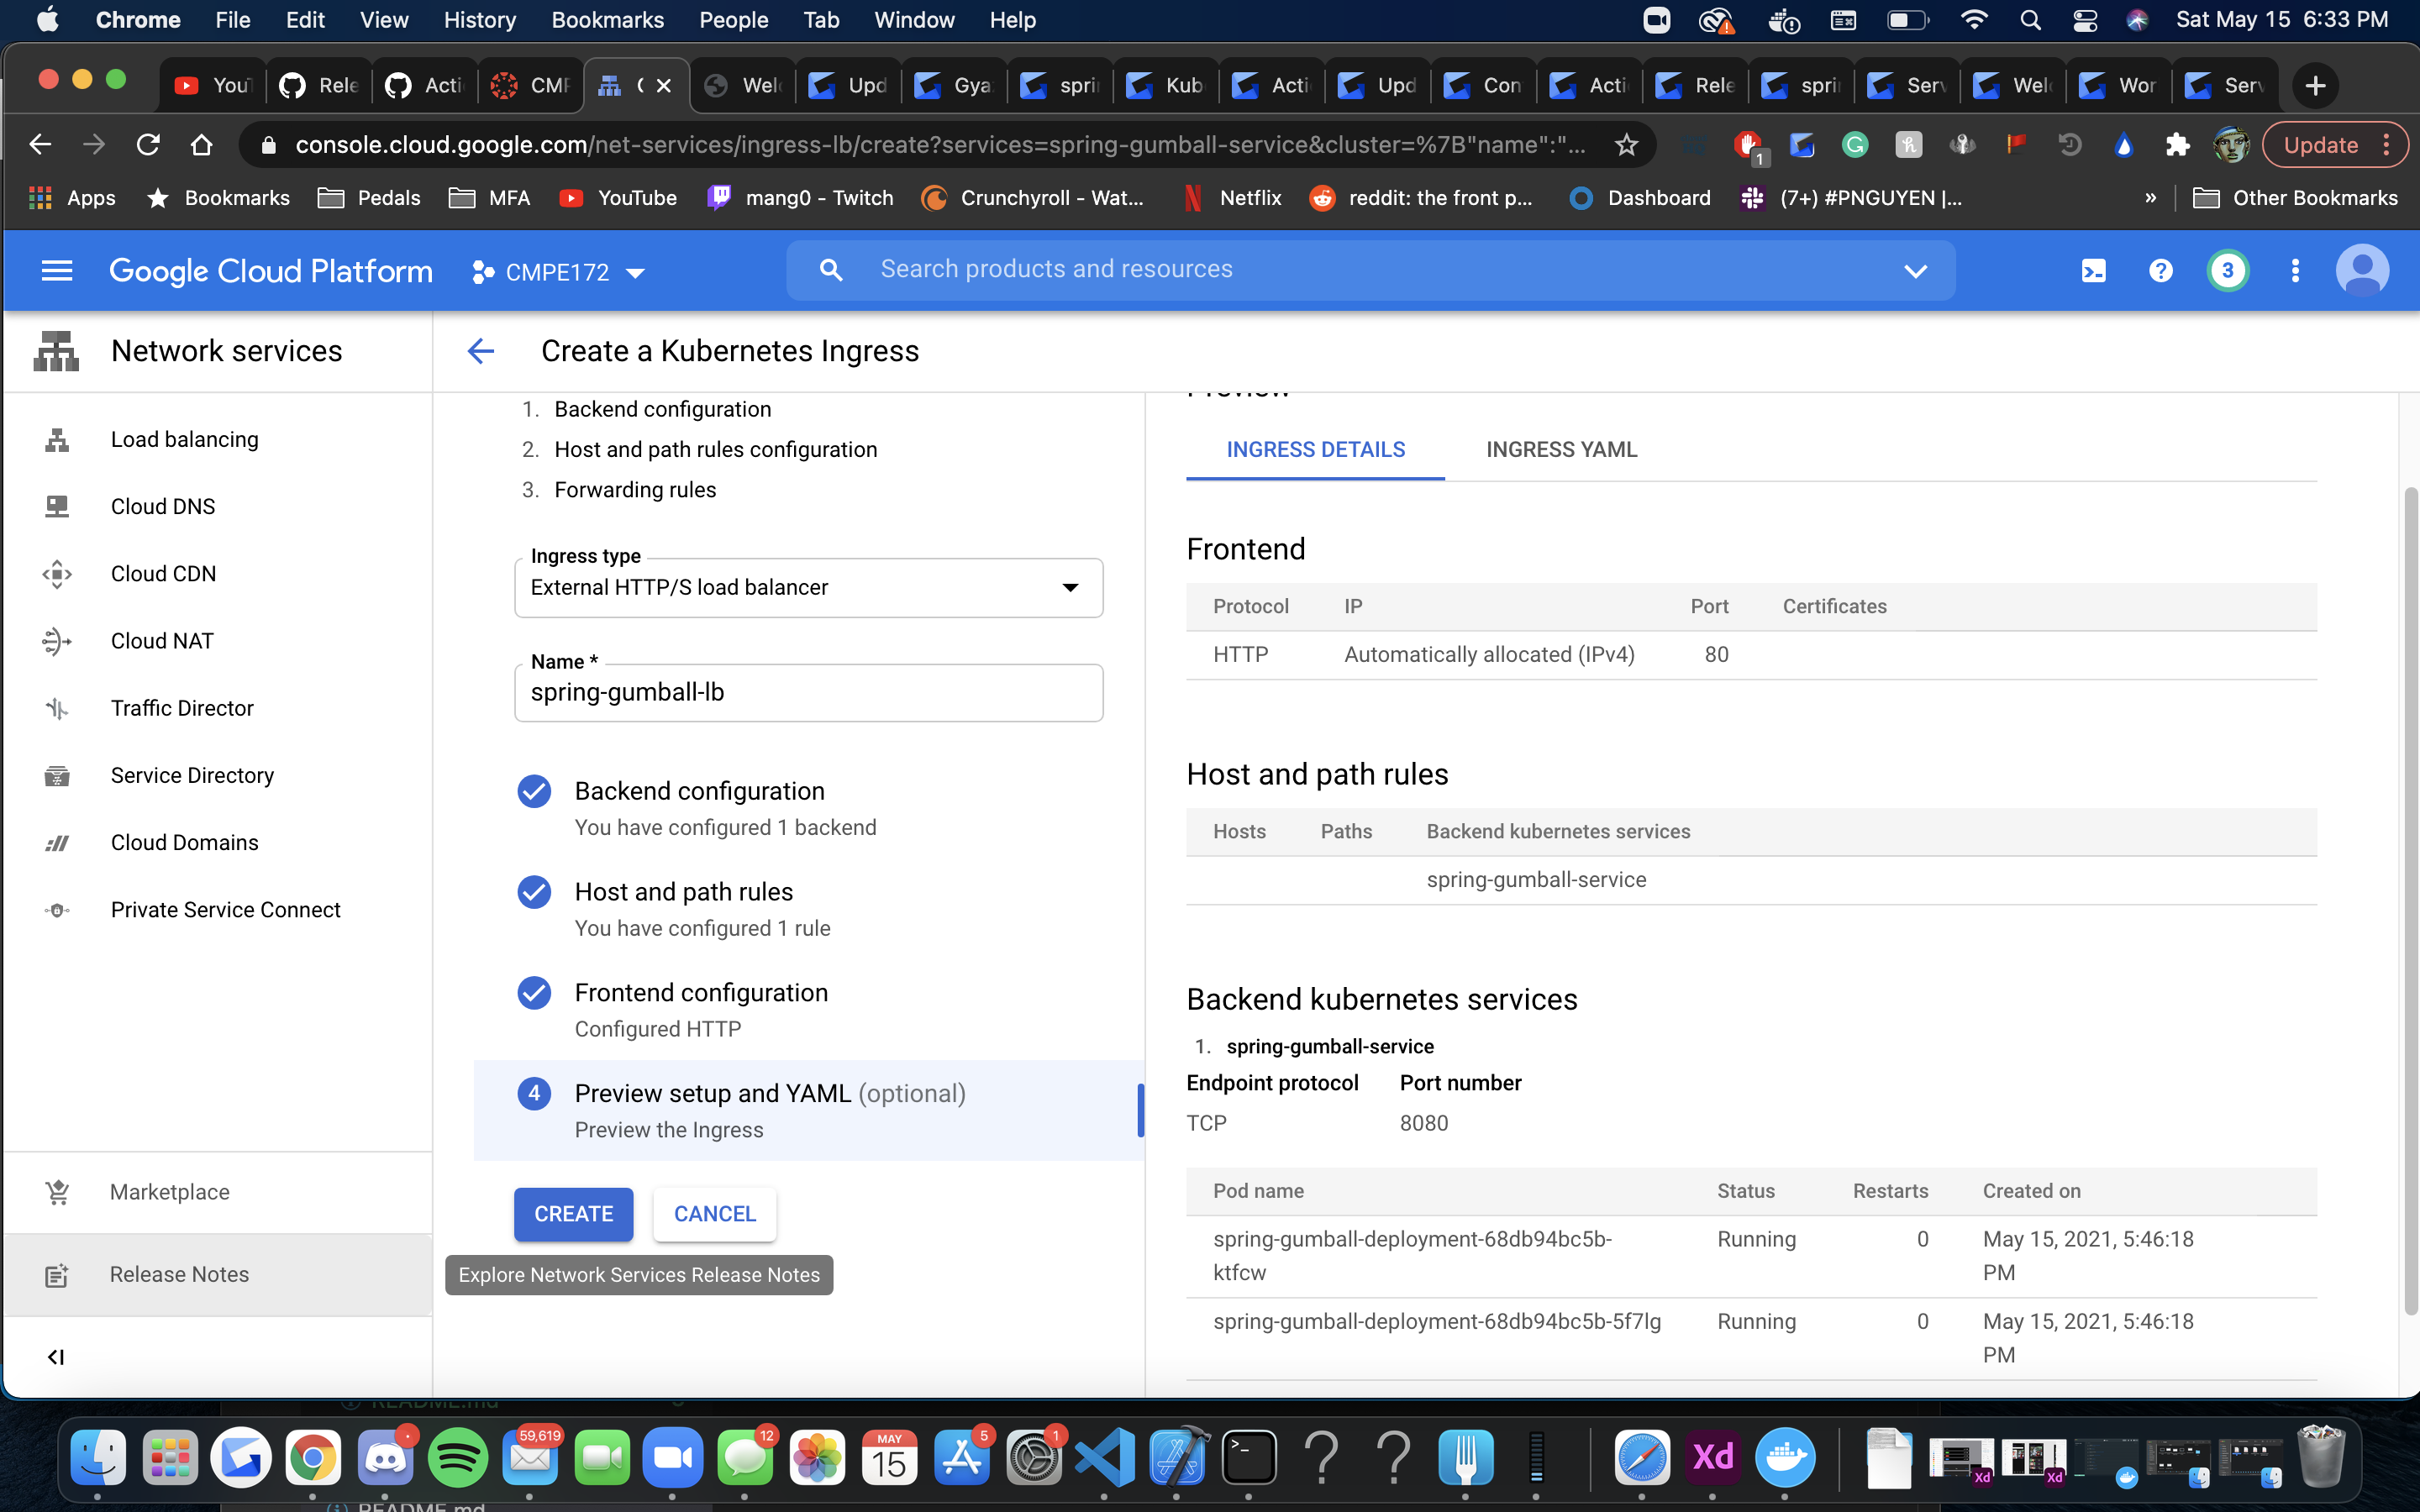 Chrome File Edit View History Bookmarks People Tab Window Help
Sat May 15 6:33 PM
YouT Rele Acti CMP ( Welc Upd Gya spri Kub Acti Upd Con Acti Rele spri Serv Welc Wor Serv
console.cloud.google.com/net-services/ingress-lb/create?services=spring-gumball-service&cluster=%7B"name":"...
1
Update
Apps Bookmarks Pedals MFA YouTube mang0 - Twitch Crunchyroll - Wat... Netflix reddit: the front p... Dashboard (7+) #PNGUYEN |... » Other Bookmarks
Google Cloud Platform
CMPE172
Search products and resources
3
Network services
Load balancing
Cloud DNS
Cloud CDN
Cloud NAT
Traffic Director
Service Directory
Cloud Domains
Private Service Connect
Marketplace
Release Notes
Create a Kubernetes Ingress
1. Backend configuration
2. Host and path rules configuration
3. Forwarding rules
Ingress type
External HTTP/S load balancer
Name *
spring-gumball-lb
Backend configuration
You have configured 1 backend
Host and path rules
You have configured 1 rule
Frontend configuration
Configured HTTP
4 Preview setup and YAML (optional)
Preview the Ingress
CREATE CANCEL
Explore Network Services Release Notes
Preview
INGRESS DETAILS INGRESS YAML
Frontend
Protocol IP Port Certificates
HTTP Automatically allocated (IPv4) 80
Host and path rules
Hosts Paths Backend kubernetes services
spring-gumball-service
Backend kubernetes services
1. spring-gumball-service
Endpoint protocol Port number
TCP 8080
Pod name Status Restarts Created on
spring-gumball-deployment-68db94bc5b-
ktfcw
Running 0 May 15, 2021, 5:46:18
PM
spring-gumball-deployment-68db94bc5b-5f7lg Running 0 May 15, 2021, 5:46:18
PM
README.md
59,619 12 MAY 15 5 1
Xd
Xd Xd
README.md